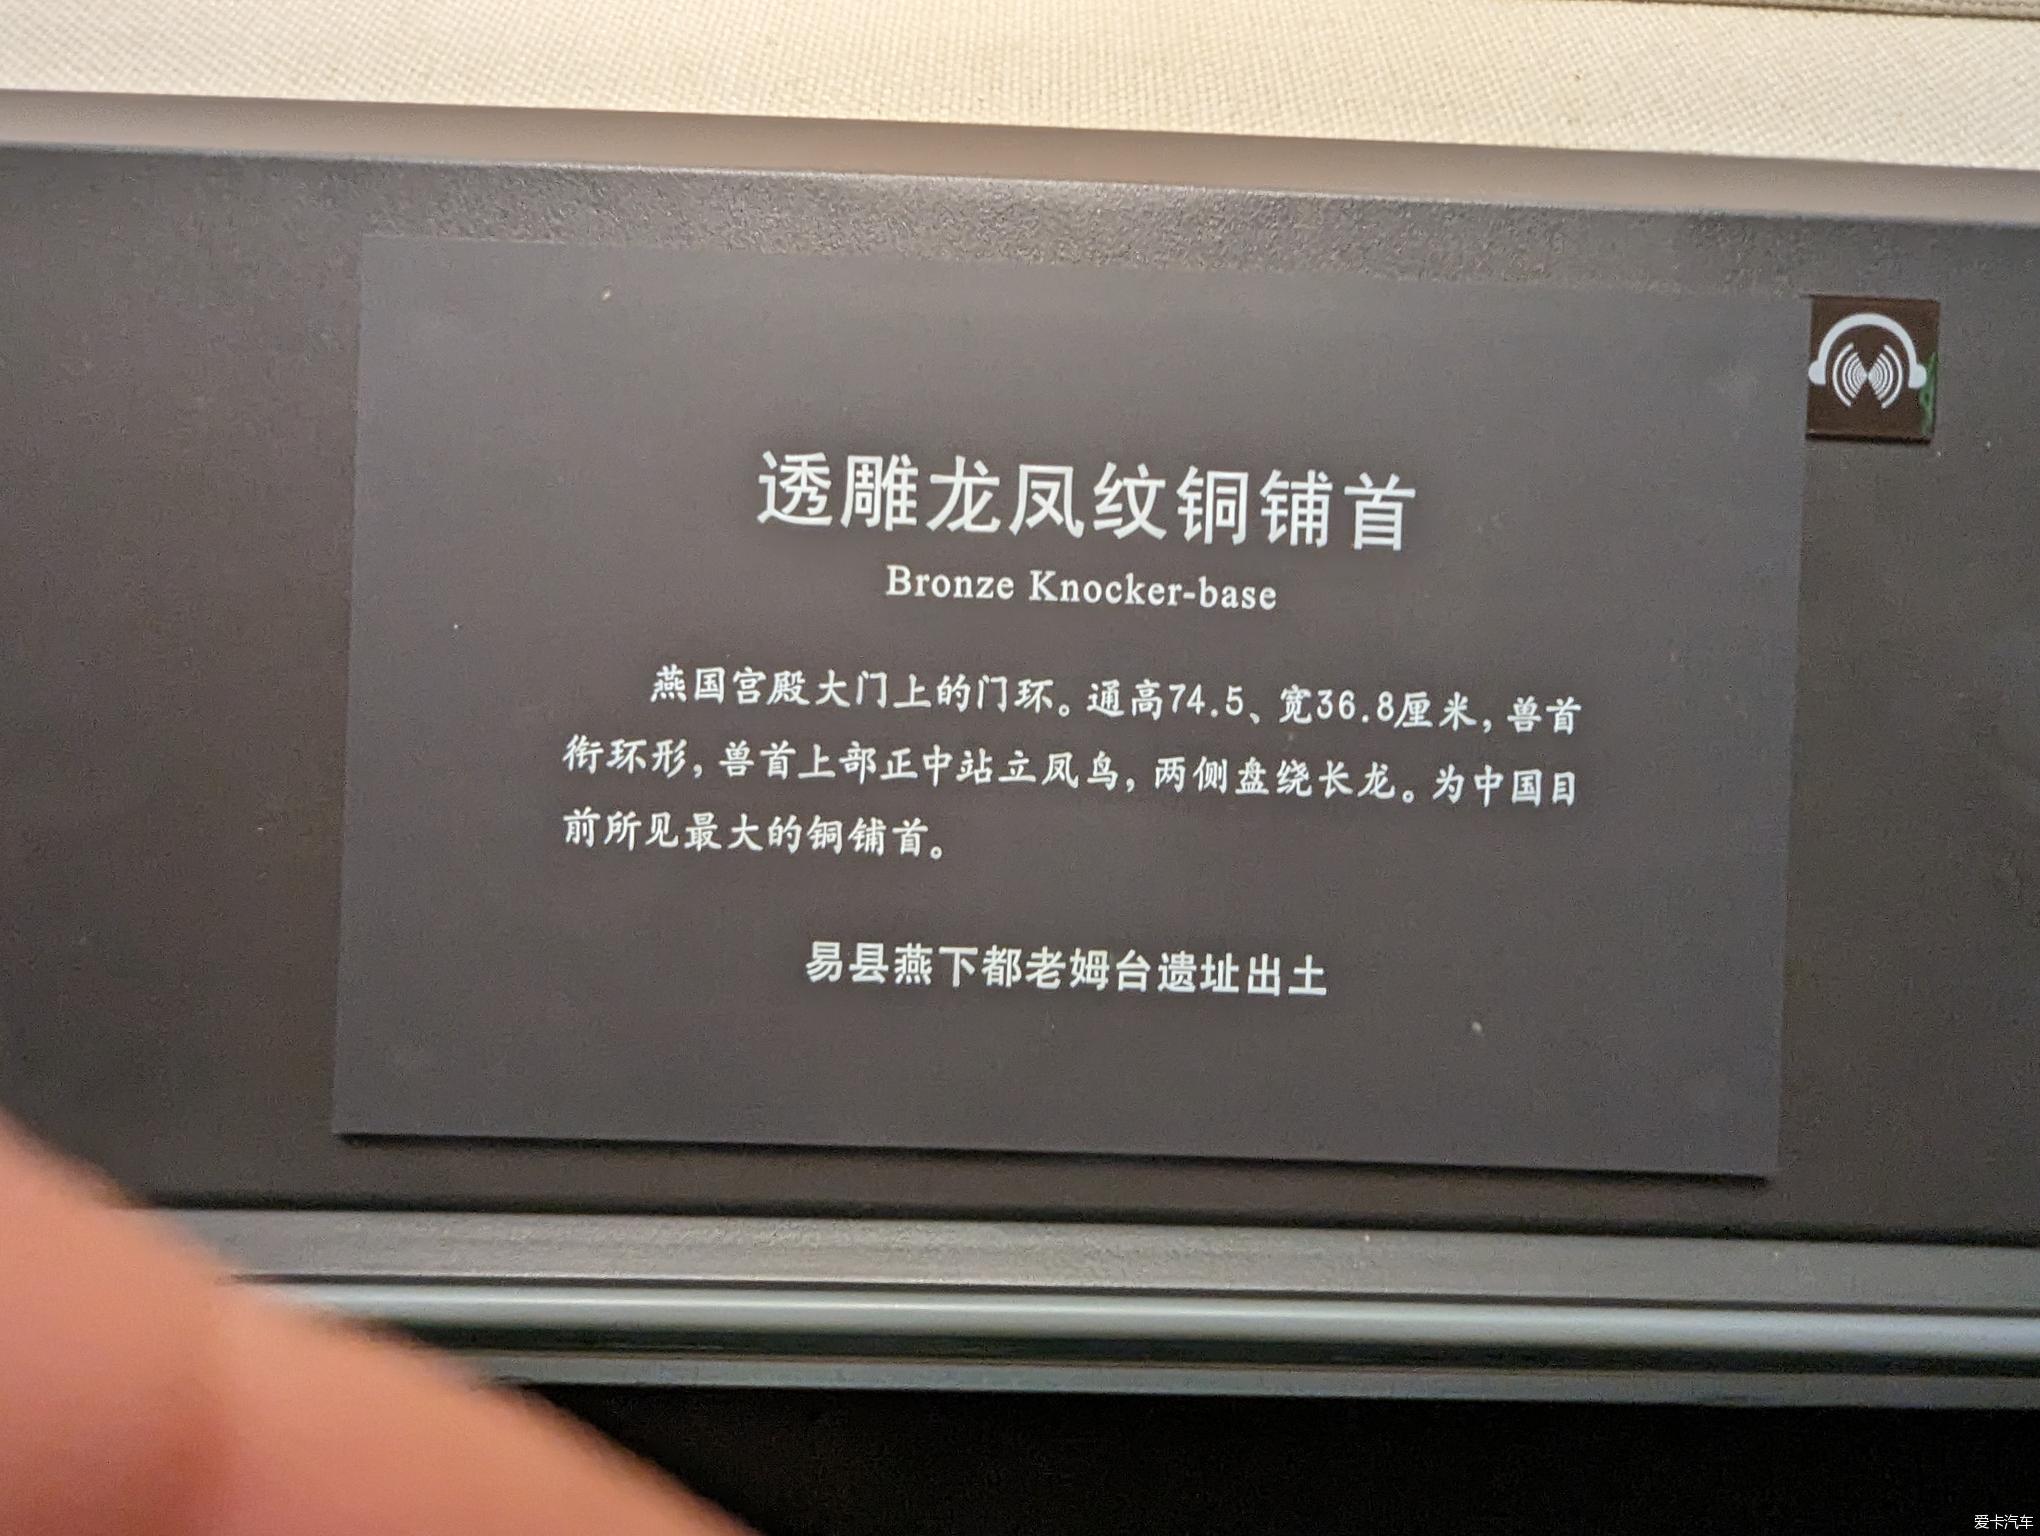 透雕龙凤纹铜铺首
Bronze Knocker-base
燕国宫殿大门上的门环。通高74.5、宽36.8厘米，兽首
衔环形，兽首上部正中站立凤鸟，两侧盘绕长龙。为中国目
前所见最大的铜铺首。
易县燕下都老姆台遗址出土
爱卡汽车